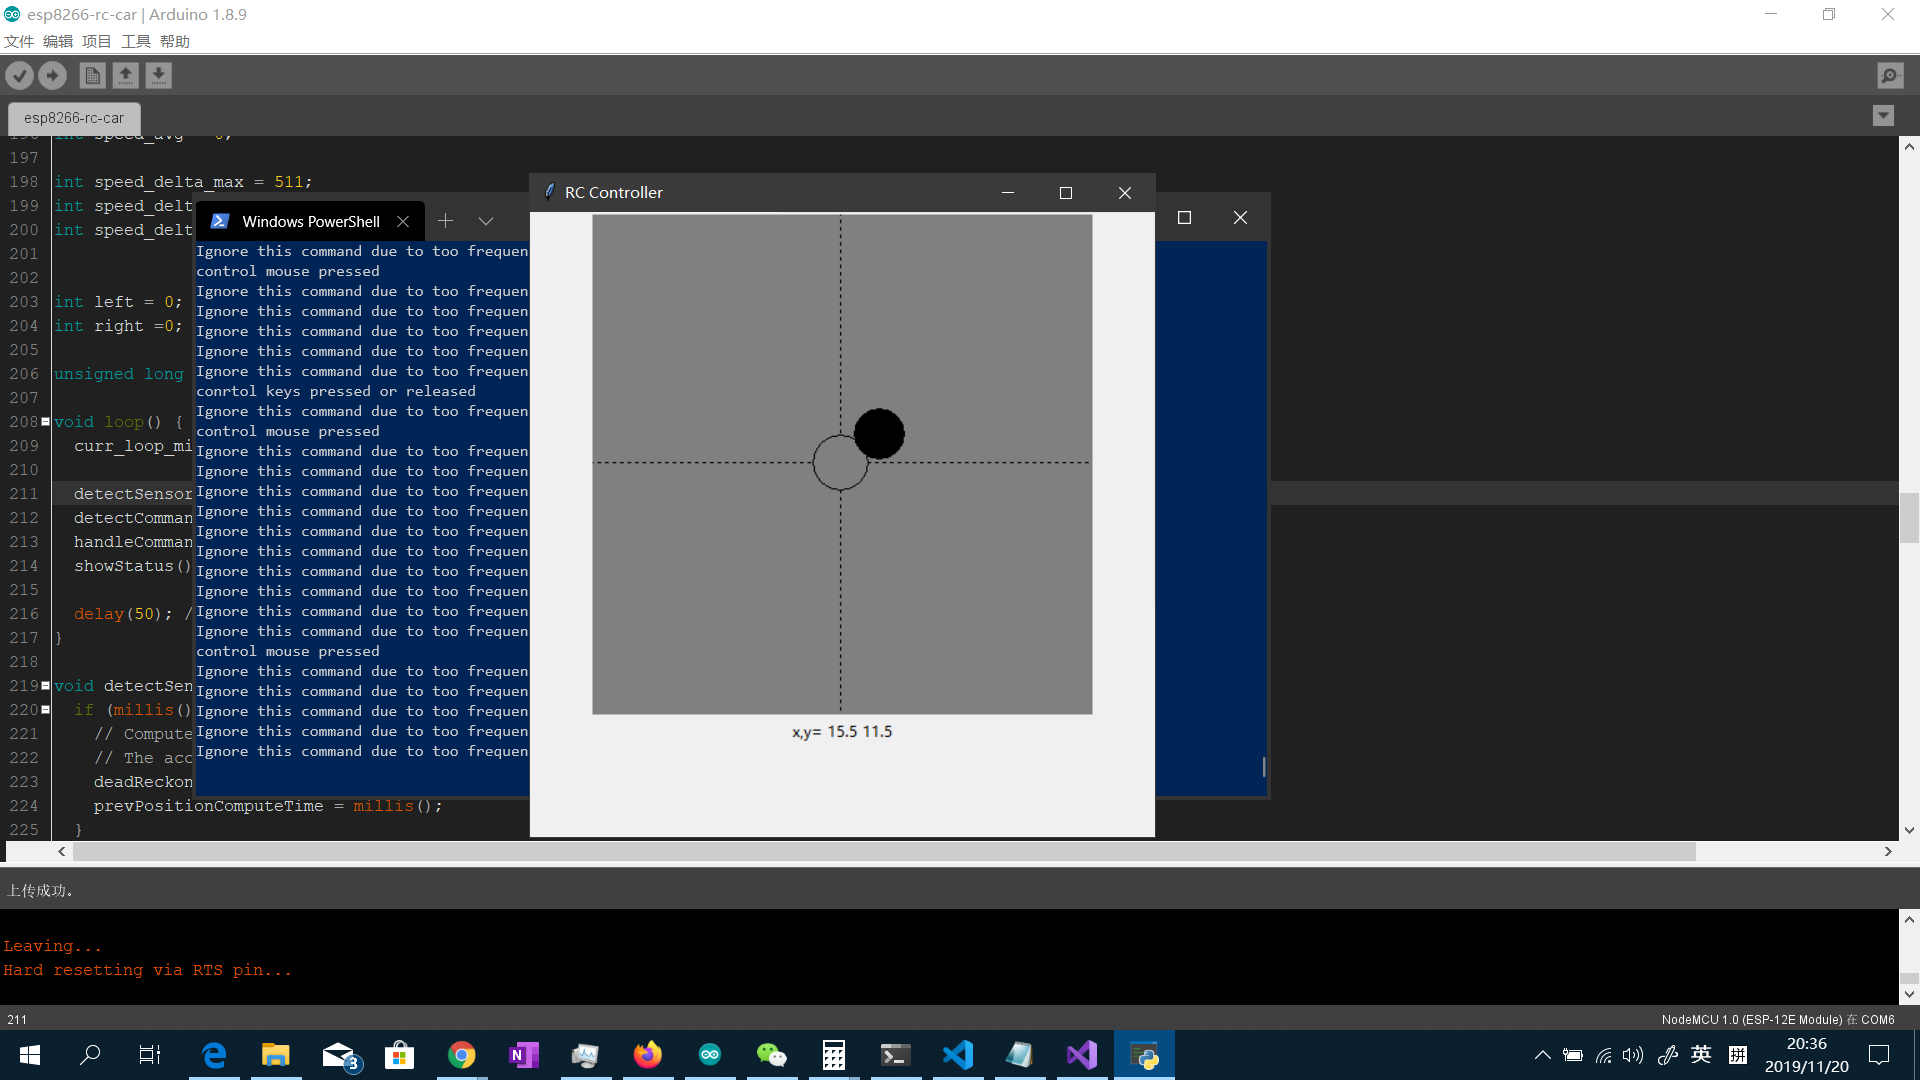 esp8266-rc-car | Arduino 1.8.9
文件 编辑 项目 工具 帮助
esp8266-rc-car
197
198 int speed_delta_max = 511;
199 int speed_delt
200 int speed_delt
201
202
203 int left = 0;
204 int right =0;
205
206 unsigned long
207
208 void loop() {
209 curr_loop_mi
210
211 detectSensor
212 detectComman
213 handleComman
214 showStatus()
215
216 delay(50); /
217 }
218
219 void detectSen
220 if (millis()
221 // Compute
222 // The acc
223 deadReckon
224 prevPositionComputeTime = millis();
225 }
Windows PowerShell
Ignore this command due to too frequen
control mouse pressed
Ignore this command due to too frequen
Ignore this command due to too frequen
Ignore this command due to too frequen
Ignore this command due to too frequen
Ignore this command due to too frequen
conrtol keys pressed or released
Ignore this command due to too frequen
control mouse pressed
Ignore this command due to too frequen
Ignore this command due to too frequen
Ignore this command due to too frequen
Ignore this command due to too frequen
Ignore this command due to too frequen
Ignore this command due to too frequen
Ignore this command due to too frequen
Ignore this command due to too frequen
Ignore this command due to too frequen
Ignore this command due to too frequen
control mouse pressed
Ignore this command due to too frequen
Ignore this command due to too frequen
Ignore this command due to too frequen
Ignore this command due to too frequen
Ignore this command due to too frequen
RC Controller
x,y= 15.5 11.5
上传成功。
Leaving...
Hard resetting via RTS pin...
211
NodeMCU 1.0 (ESP-12E Module) 在 COM6
3
英
拼
20:36
2019/11/20